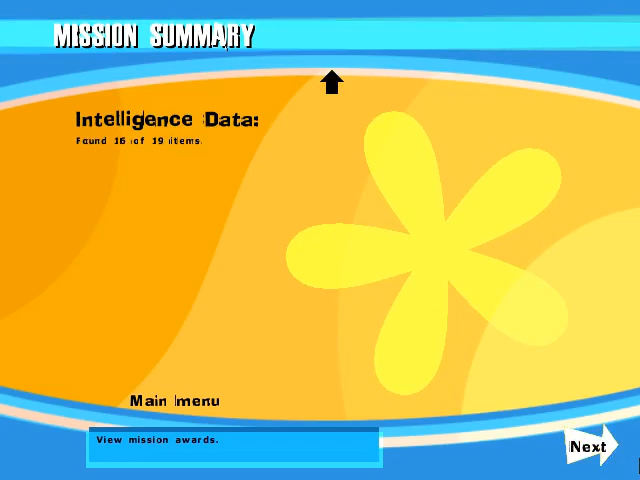 MISSION SUMMARY
Intelligence Data:
Found 16 of 19 items.
Main menu
View mission awards.
Next